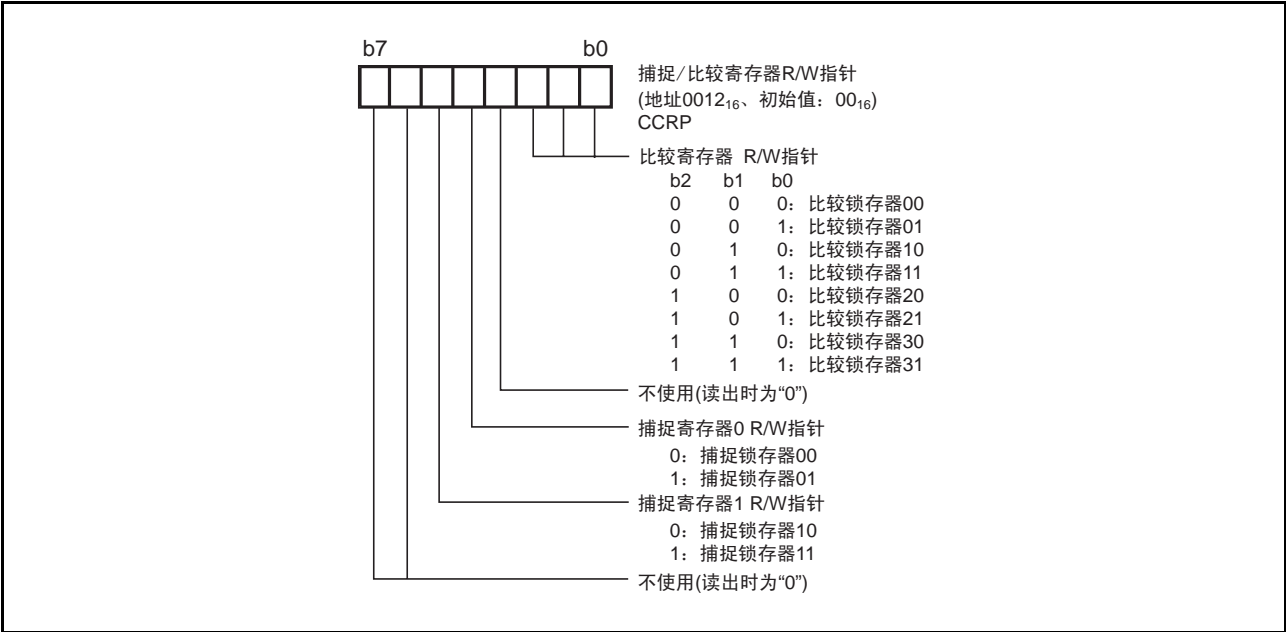 b7 b0
捕捉/比较寄存器R/W指针
(地址0012₁₆、初始值：00₁₆)
CCRP
比较寄存器 R/W指针
b2 b1 b0
0 0 0：比较锁存器00
0 0 1：比较锁存器01
0 1 0：比较锁存器10
0 1 1：比较锁存器11
1 0 0：比较锁存器20
1 0 1：比较锁存器21
1 1 0：比较锁存器30
1 1 1：比较锁存器31
不使用(读出时为“0”)
捕捉寄存器0 R/W指针
0：捕捉锁存器00
1：捕捉锁存器01
捕捉寄存器1 R/W指针
0：捕捉锁存器10
1：捕捉锁存器11
不使用(读出时为“0”)